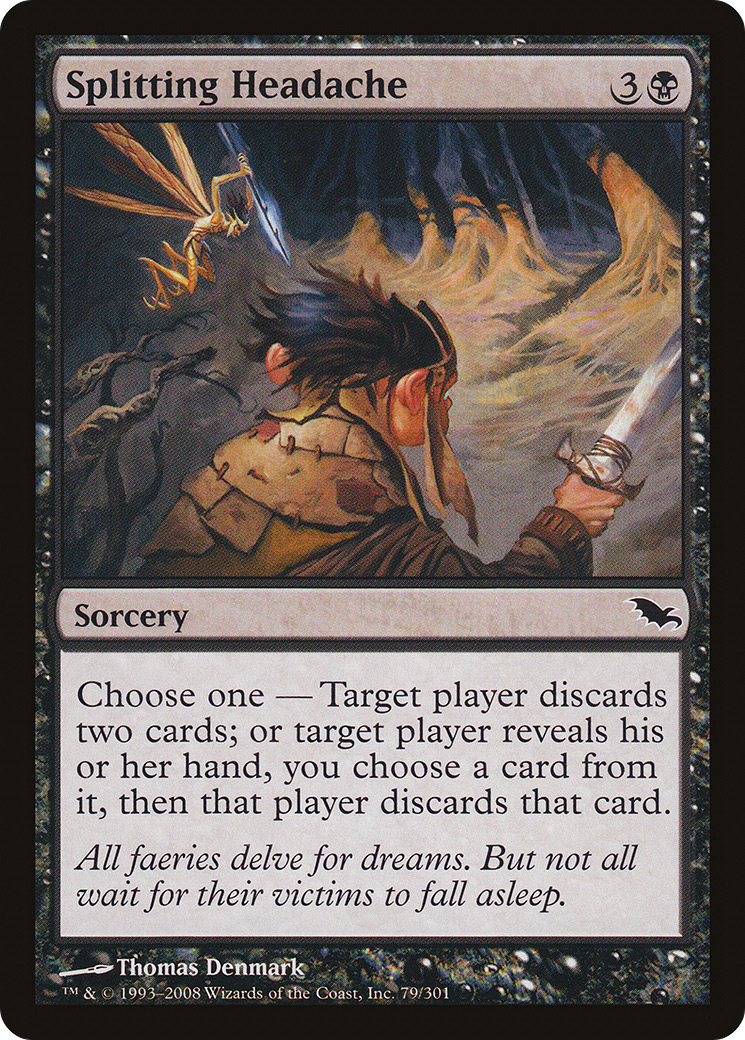 Splitting Headache 3
Sorcery
Choose one — Target player discards
two cards; or target player reveals his
or her hand, you choose a card from
it, then that player discards that card.
All faeries delve for dreams. But not all
wait for their victims to fall asleep.
Thomas Denmark
™ & © 1993–2008 Wizards of the Coast, Inc. 79/301